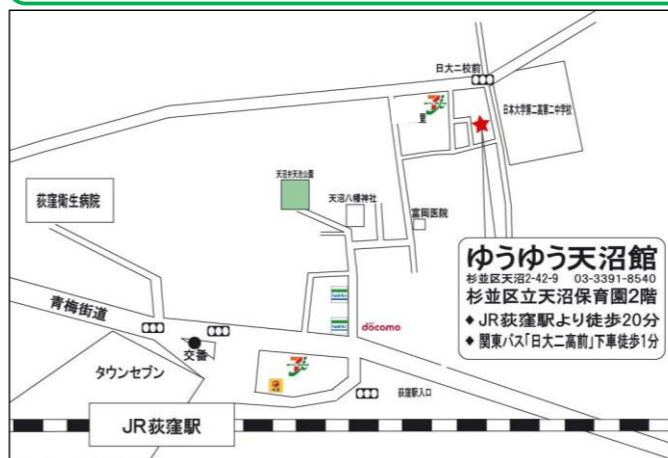 日大二校前
日本大学第二高第二中学校
天沼弁天池公園
天沼八幡神社
荻窪衛生病院
富岡医院
ゆうゆう天沼館
杉並区天沼2-42-9 03-3391-8540
杉並区立天沼保育園2階
◆JR荻窪駅より徒歩20分
◆関東バス「日大二高前」下車徒歩1分
青梅街道
döcomo
交番
タウンセブン
荻窪駅入口
JR荻窪駅